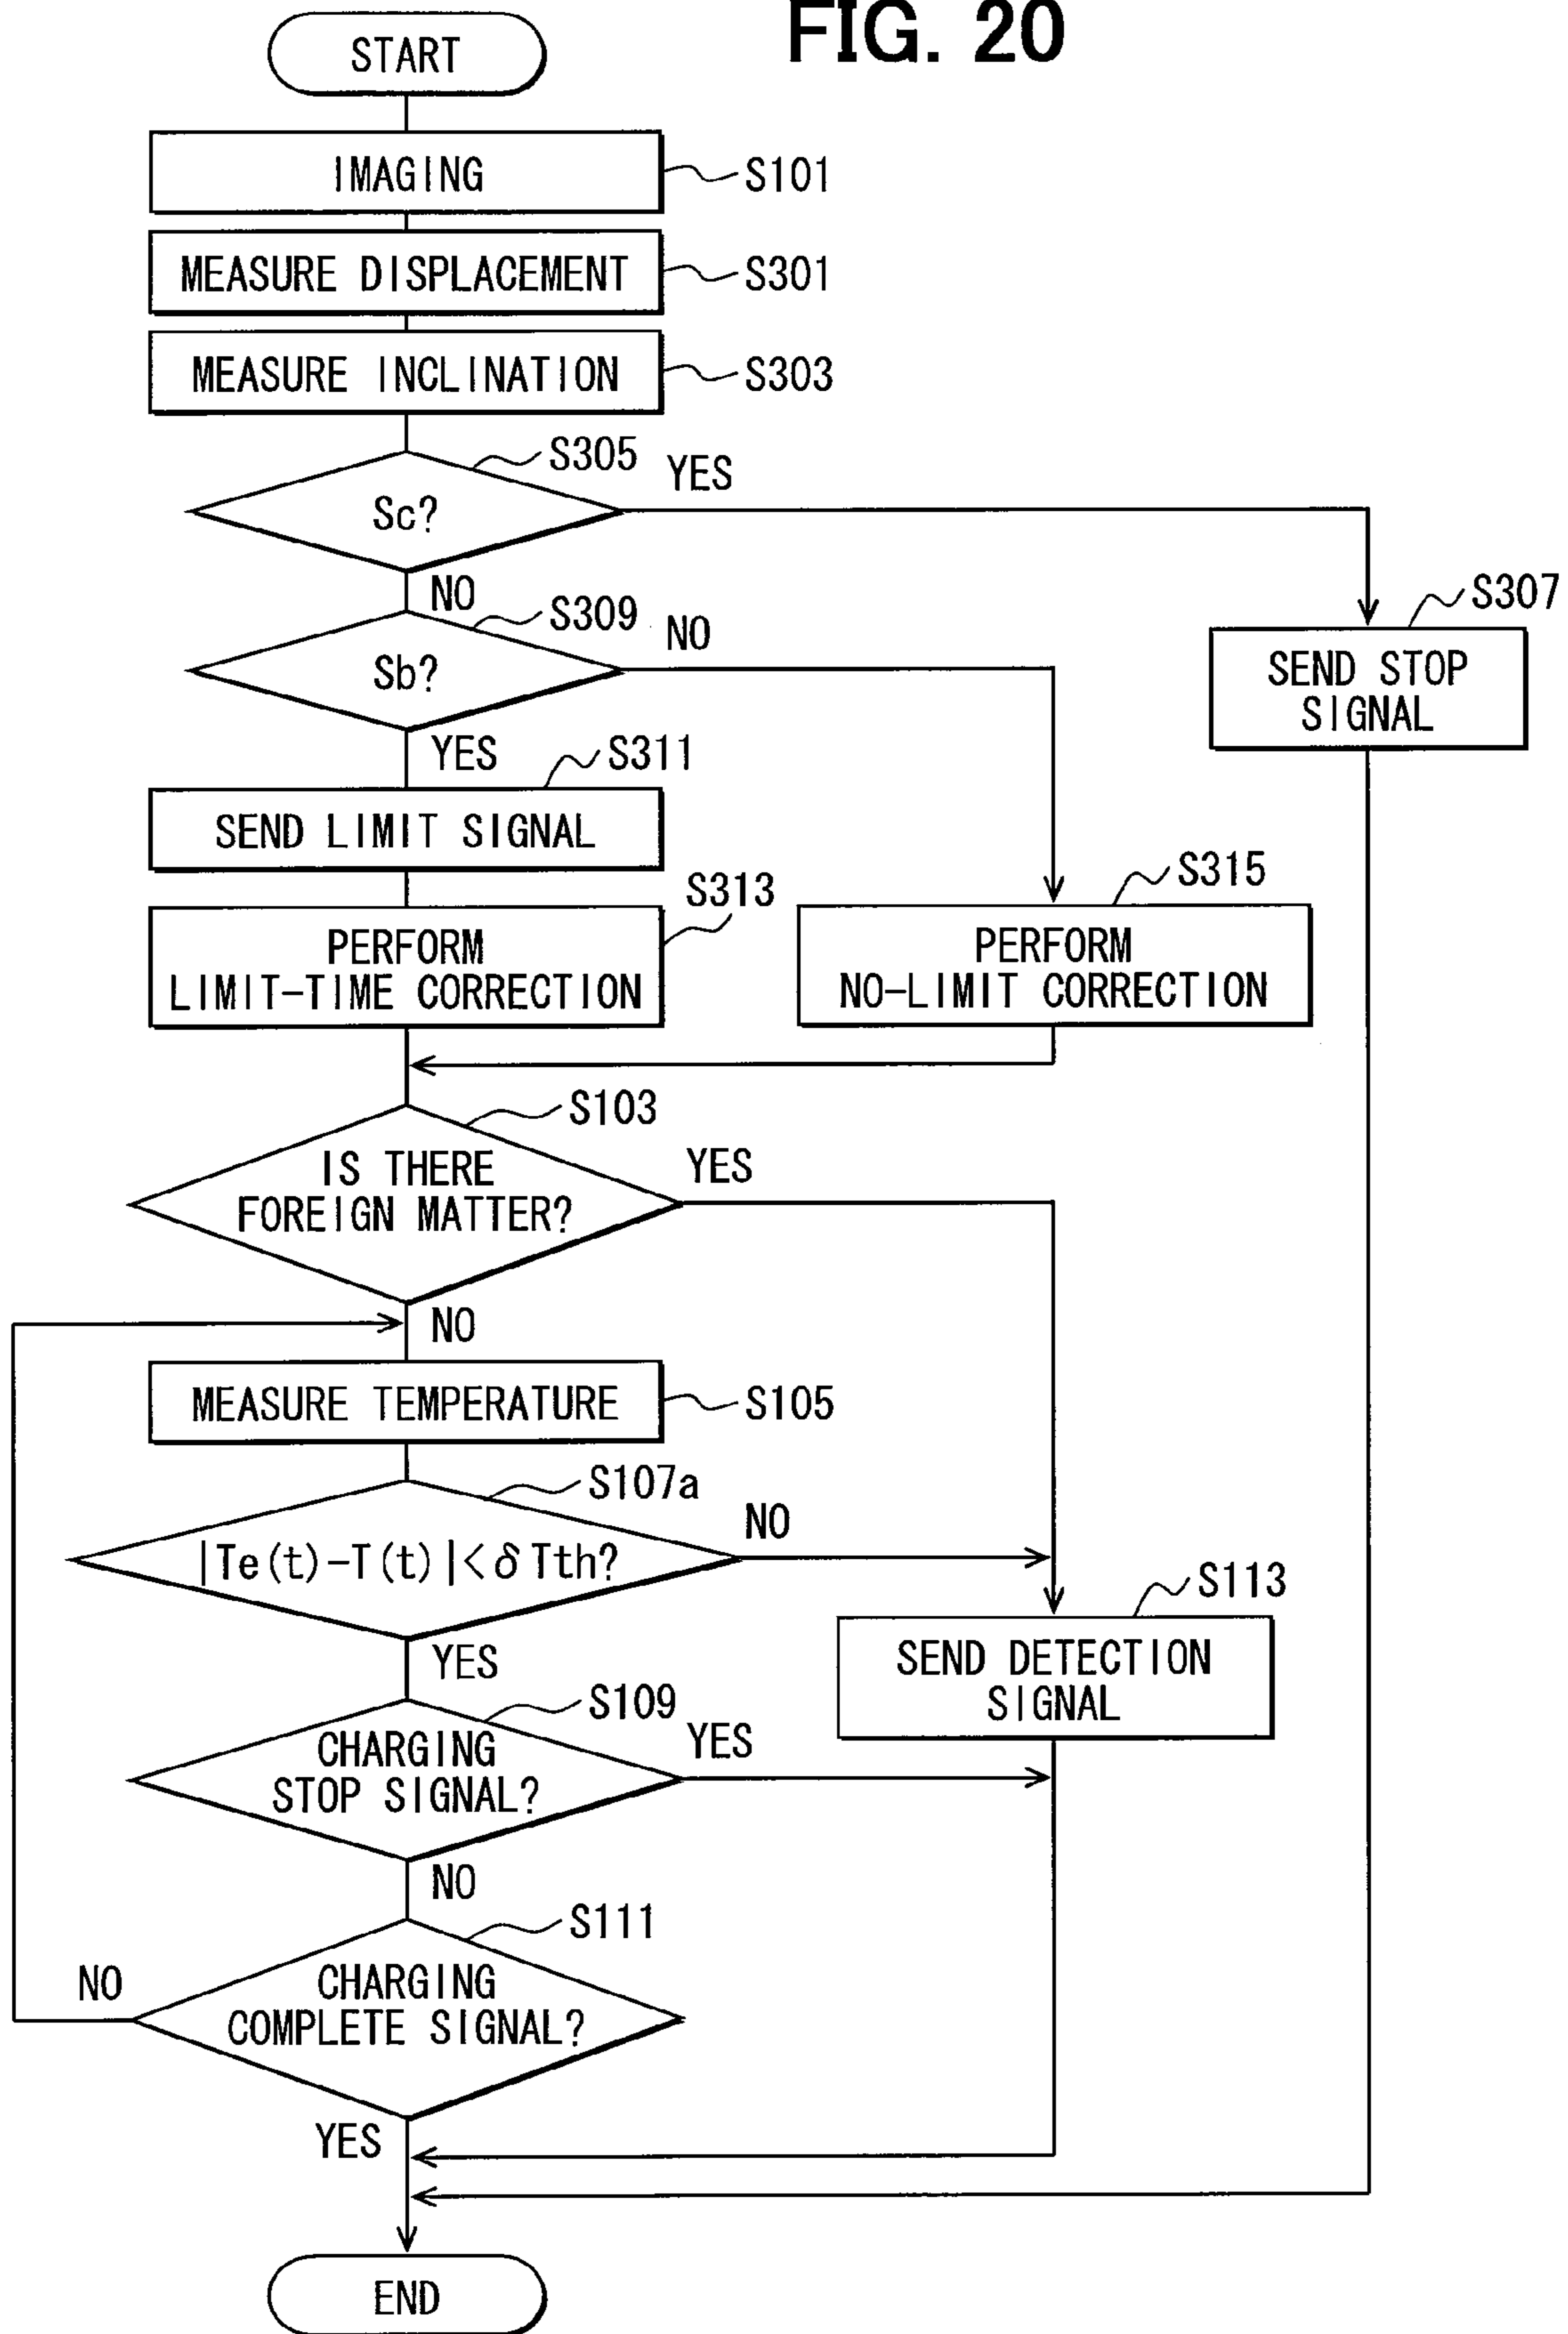 FIG. 20
START
IMAGING
S101
MEASURE DISPLACEMENT
S301
MEASURE INCLINATION
S303
S305
YES
Sc?
NO
S307
SEND STOP
SIGNAL
S309
NO
Sb?
YES
S311
SEND LIMIT SIGNAL
S313
PERFORM
LIMIT-TIME CORRECTION
S315
PERFORM
NO-LIMIT CORRECTION
S103
IS THERE
FOREIGN MATTER?
YES
NO
MEASURE TEMPERATURE
S105
S107a
NO
|Te(t)-T(t)|<δTth?
YES
S113
SEND DETECTION
SIGNAL
S109
CHARGING
STOP SIGNAL?
YES
NO
S111
NO
CHARGING
COMPLETE SIGNAL?
YES
END